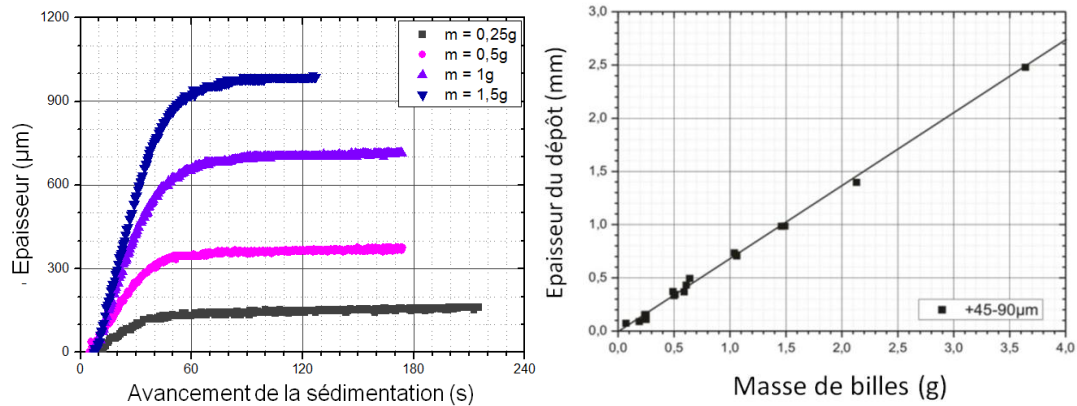 1200
900
600
300
0
0
60
120
180
240
Epaisseur (µm)
Avancement de la sédimentation (s)
m = 0,25g
m = 0,5g
m = 1g
m = 1,5g
3,0
2,5
2,0
1,5
1,0
0,5
0,0
0,0
0,5
1,0
1,5
2,0
2,5
3,0
3,5
4,0
Epaisseur du dépôt (mm)
Masse de billes (g)
+45-90µm